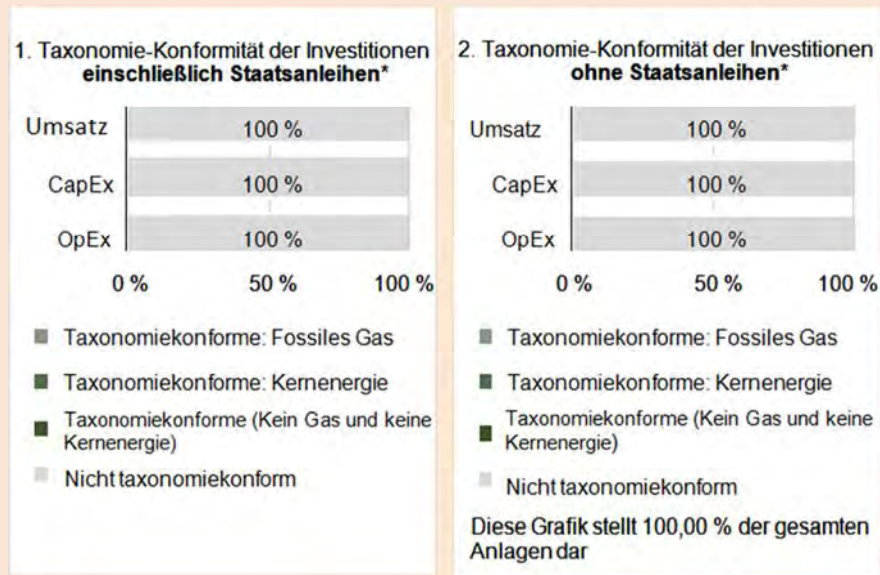 1. Taxonomie-Konformität der Investitionen
einschließlich Staatsanleihen*
Umsatz 100 %
CapEx 100 %
OpEx 100 %
0 % 50 % 100 %
Taxonomiekonforme: Fossiles Gas
Taxonomiekonforme: Kernenergie
Taxonomiekonforme (Kein Gas und keine
Kernenergie)
Nicht taxonomiekonform
2. Taxonomie-Konformität der Investitionen
ohne Staatsanleihen*
Umsatz 100 %
CapEx 100 %
OpEx 100 %
0 % 50 % 100 %
Taxonomiekonforme: Fossiles Gas
Taxonomiekonforme: Kernenergie
Taxonomiekonforme (Kein Gas und keine
Kernenergie)
Nicht taxonomiekonform
Diese Grafik stellt 100,00 % der gesamten
Anlagen dar